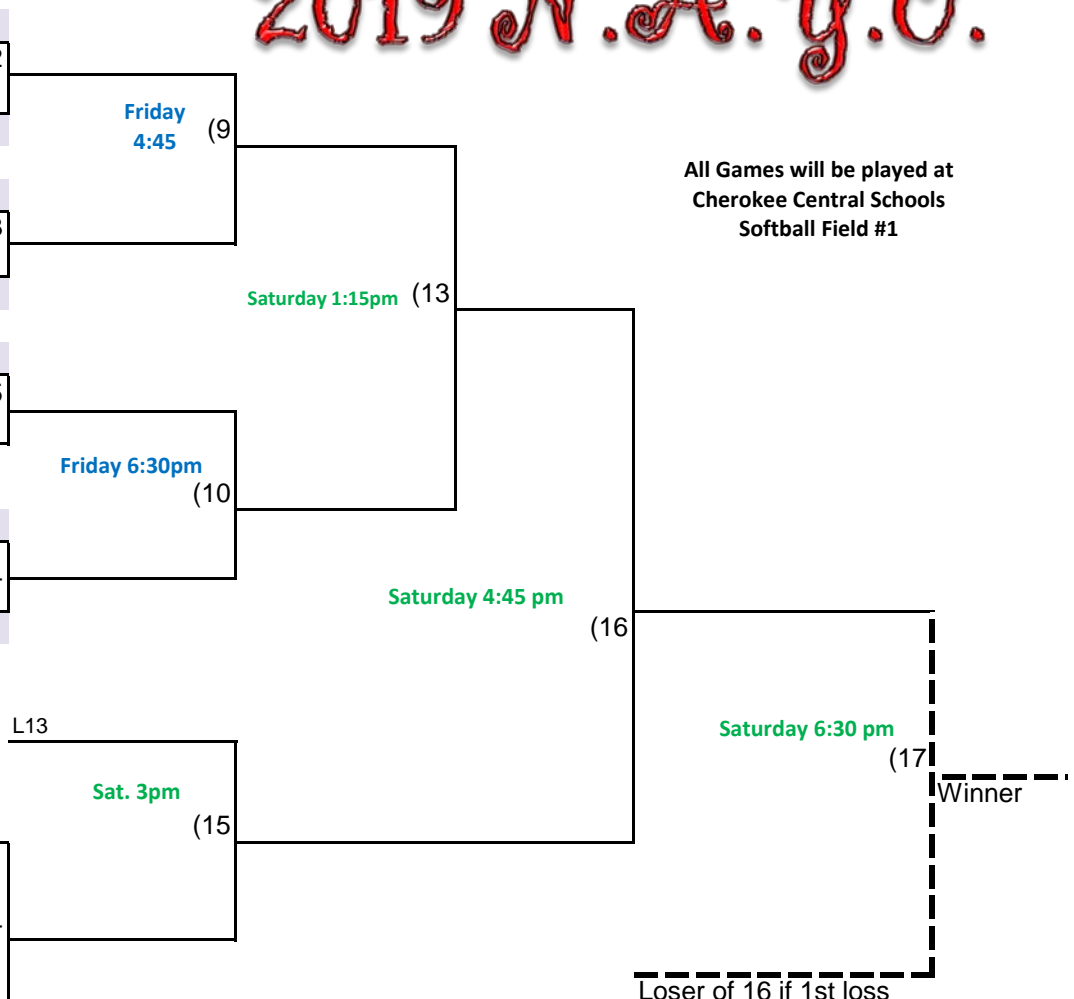 2019 N.A.Y.O.
Friday
4:45
(9
All Games will be played at
Cherokee Central Schools
Softball Field #1
Saturday 1:15pm
(13
Friday 6:30pm
(10
Saturday 4:45 pm
(16
L13
Saturday 6:30 pm
(17
Sat. 3pm
Winner
(15
Loser of 16 if 1st loss